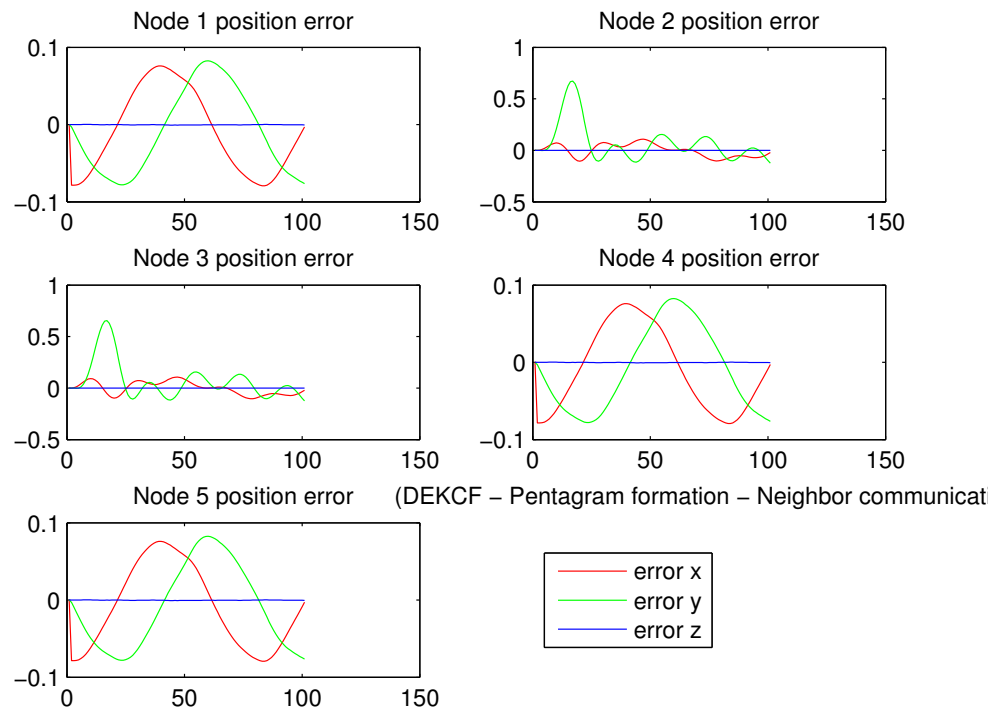 Node 1 position error
0.1
0
−0.1
0 50 100 150
Node 2 position error
1
0.5
0
−0.5
0 50 100 150
Node 3 position error
1
0.5
0
−0.5
0 50 100 150
Node 4 position error
0.1
0
−0.1
0 50 100 150
Node 5 position error
0.1
0
−0.1
0 50 100 150
(DEKCF − Pentagram formation − Neighbor communicati
error x
error y
error z